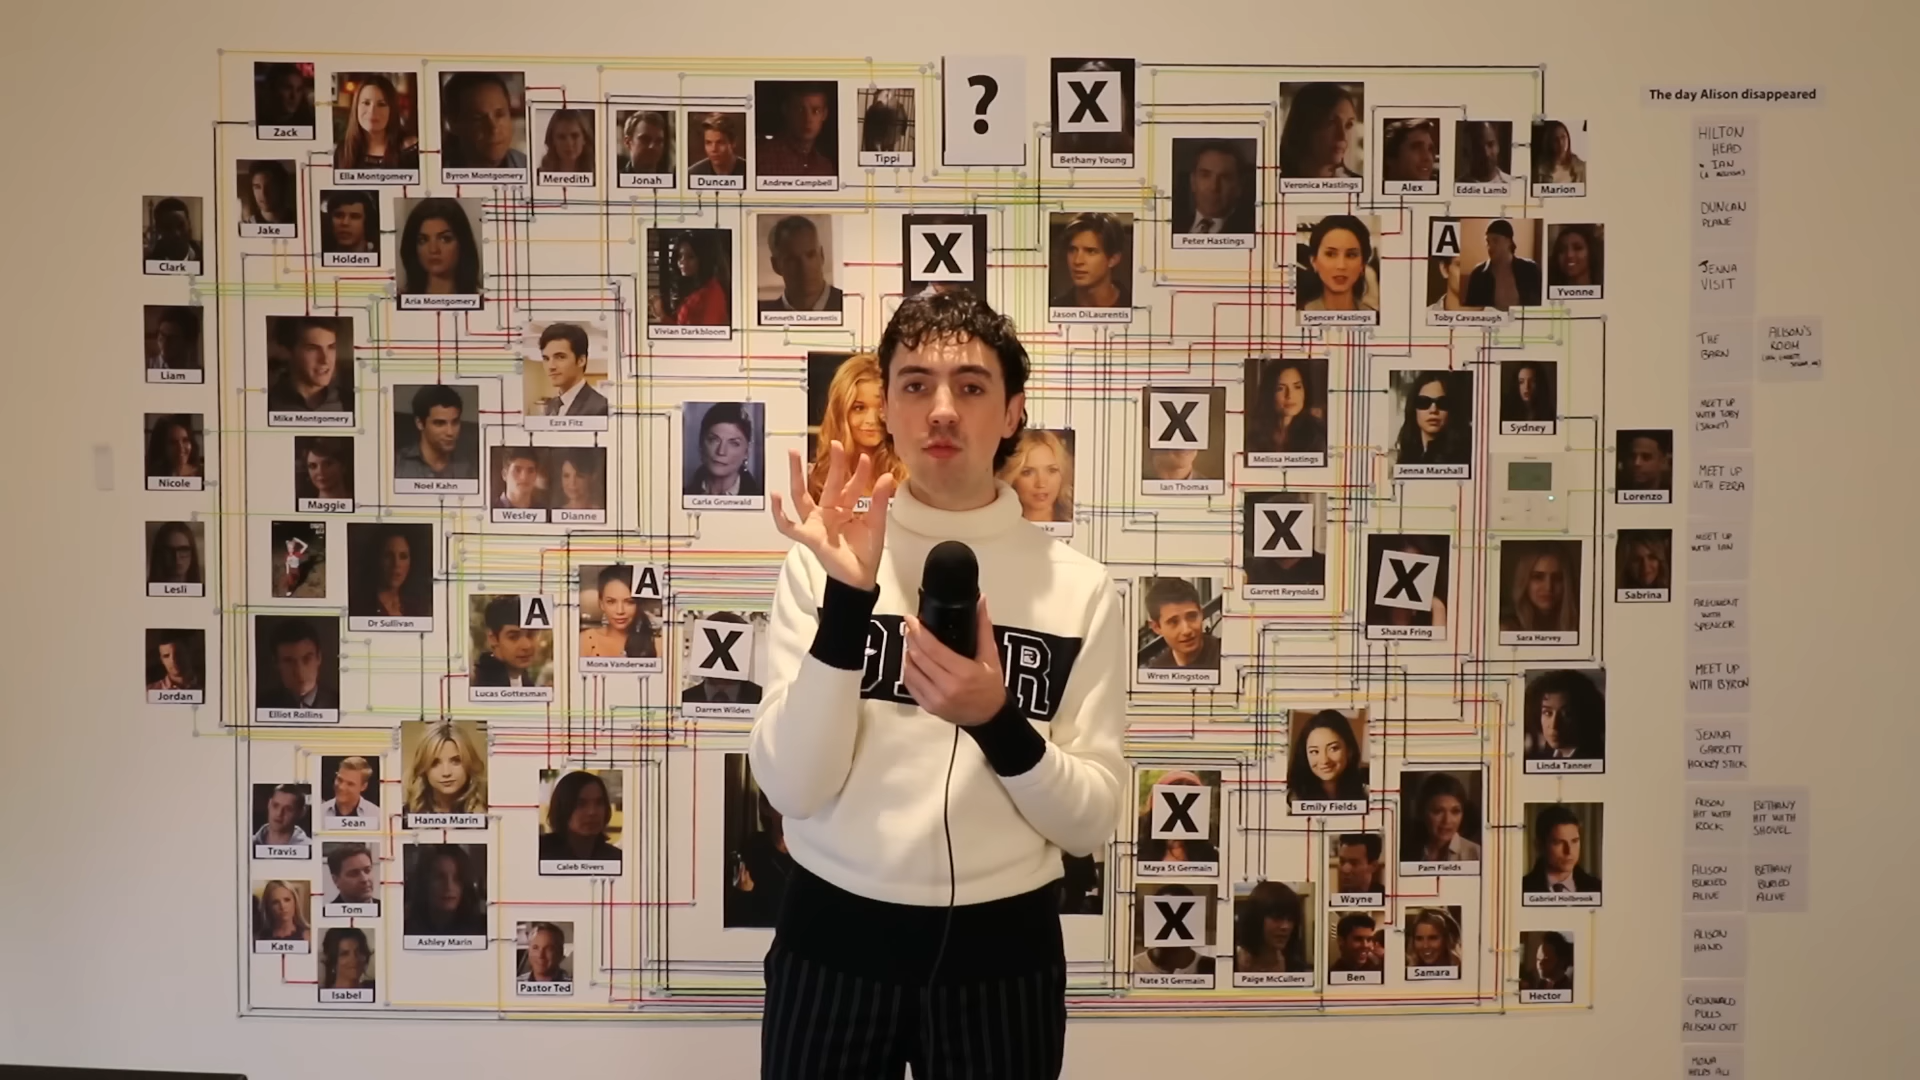 Zack
Ella Montgomery
Byron Montgomery
Meredith
Jonah
Duncan
Andrew Campbell
Tippi
?
X
Bethany Young
Veronica Hastings
Alex
Eddie Lamb
Marion
The day Alison disappeared
Clark
Jake
Holden
Aria Montgomery
Vivian Darkbloom
Kenneth DiLaurentis
X
Jason DiLaurentis
Peter Hastings
Spencer Hastings
A
Toby Cavanaugh
Yvonne
Liam
Mike Montgomery
Noel Kahn
Ezra Fitz
Carla Grunwald
X
Ian Thomas
Melissa Hastings
Jenna Marshall
Sydney
Lorenzo
Nicole
Maggie
Wesley
Dianne
X
Garrett Reynolds
X
Shana Fring
Sara Harvey
Sabrina
Lesli
Dr Sullivan
A
Lucas Gottesman
A
Mona Vanderwaal
X
Darren Wilden
Wren Kingston
Jordan
Elliot Rollins
Linda Tanner
Travis
Sean
Hanna Marin
Caleb Rivers
X
Maya St Germain
Emily Fields
Pam Fields
Gabriel Holbrook
Kate
Tom
Ashley Marin
Isabel
Pastor Ted
X
Nate St Germain
Paige McCullers
Wayne
Ben
Samara
Hector
HILTON
HEAD
IAN
DUNCAN
PLANE
JENNA
VISIT
THE
BARN
ALISON'S
ROOM
MEET UP
WITH TOBY
MEET UP
WITH EZRA
MEET UP
WITH IAN
ARGUMENT
WITH
SPENCER
MEET UP
WITH BYRON
JENNA
GARRETT
HOCKEY STICK
ALISON
HIT WITH
ROCK
BETHANY
HIT WITH
SHOVEL
ALISON
BURIED
ALIVE
BETHANY
BURIED
ALIVE
ALISON
HAND
GRUNWALD
PULLS
ALISON OUT
MONA
HELPS ALI